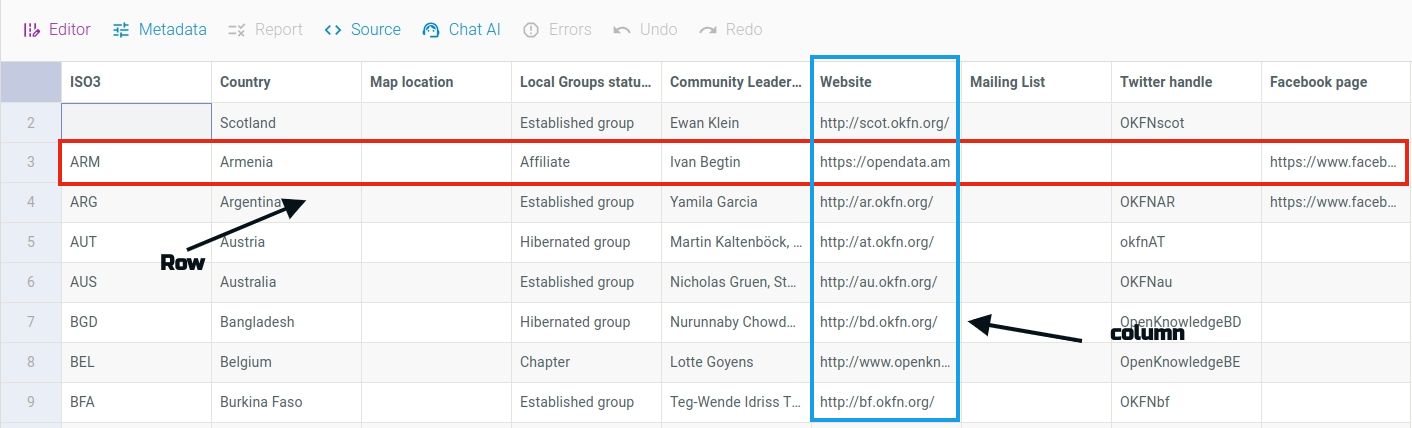 Editor Metadata Report Source Chat AI Errors Undo Redo
ISO3 Country Map location Local Groups statu... Community Leader... Website Mailing List Twitter handle Facebook page
2 Scotland Established group Ewan Klein http://scot.okfn.org/ OKFNscot
3 ARM Armenia Affiliate Ivan Begtin https://opendata.am https://www.faceb...
4 ARG Argentina Established group Yamila Garcia http://ar.okfn.org/ OKFNAR https://www.faceb...
5 AUT Austria Hibernated group Martin Kaltenböck, ... http://at.okfn.org/ okfnAT
Row
6 AUS Australia Established group Nicholas Gruen, St... http://au.okfn.org/ OKFNau
7 BGD Bangladesh Hibernated group Nurunnaby Chowd... http://bd.okfn.org/ OpenKnowledgeBD
column
8 BEL Belgium Chapter Lotte Goyens http://www.openkn... OpenKnowledgeBE
9 BFA Burkina Faso Established group Teg-Wende Idriss T... http://bf.okfn.org/ OKFNbf